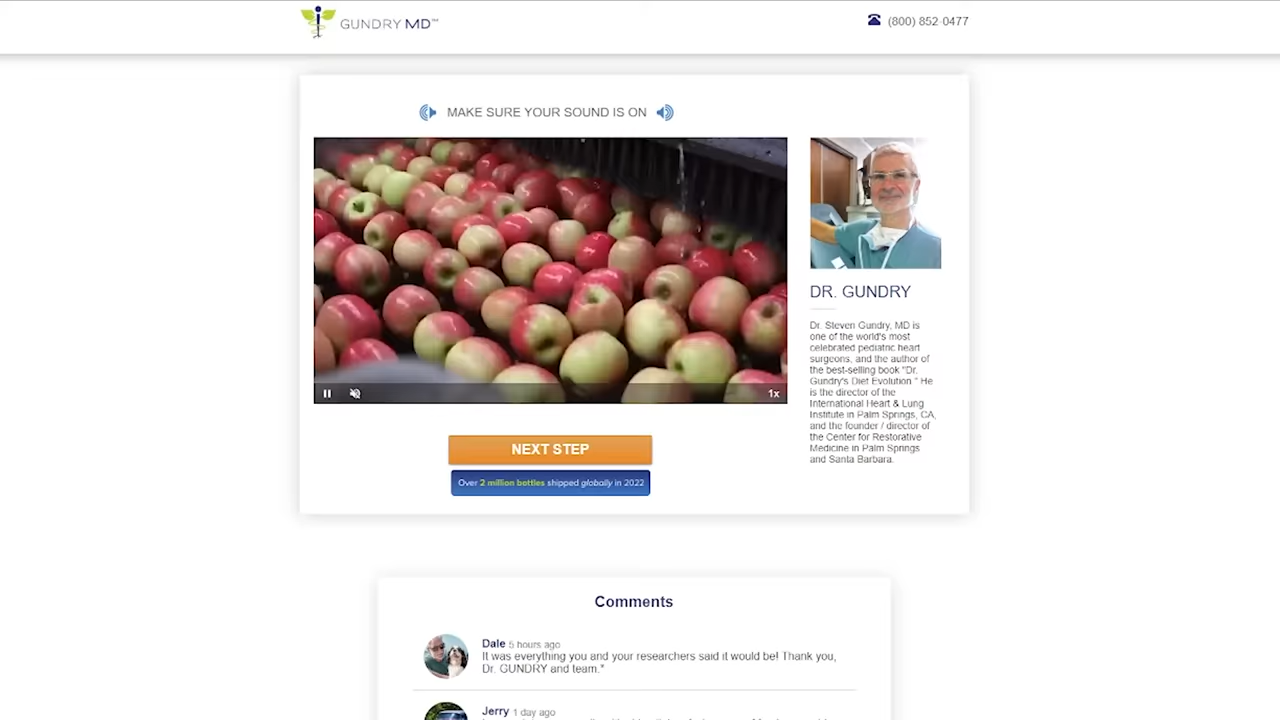 GUNDRY MD™
(800) 852-0477
MAKE SURE YOUR SOUND IS ON
1x
NEXT STEP
Over 2 million bottles shipped globally in 2022
DR. GUNDRY
Dr. Steven Gundry, MD is
one of the world's most
celebrated pediatric heart
surgeons, and the author of
the best-selling book "Dr.
Gundry's Diet Evolution." He
is the director of the
International Heart & Lung
Institute in Palm Springs, CA,
and the founder / director of
the Center for Restorative
Medicine in Palm Springs
and Santa Barbara.
Comments
Dale 5 hours ago
It was everything you and your researchers said it would be! Thank you,
Dr. GUNDRY and team.*
Jerry 1 day ago